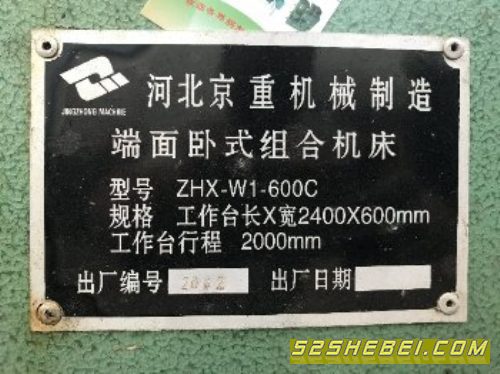 JINGZHONG MACHINE
河北京重机械制造
端面卧式组合机床
型号 ZHX-W1-600C
规格 工作台长X宽2400X600mm
工作台行程 2000mm
出厂编号 出厂日期
52SHEBEI.COM